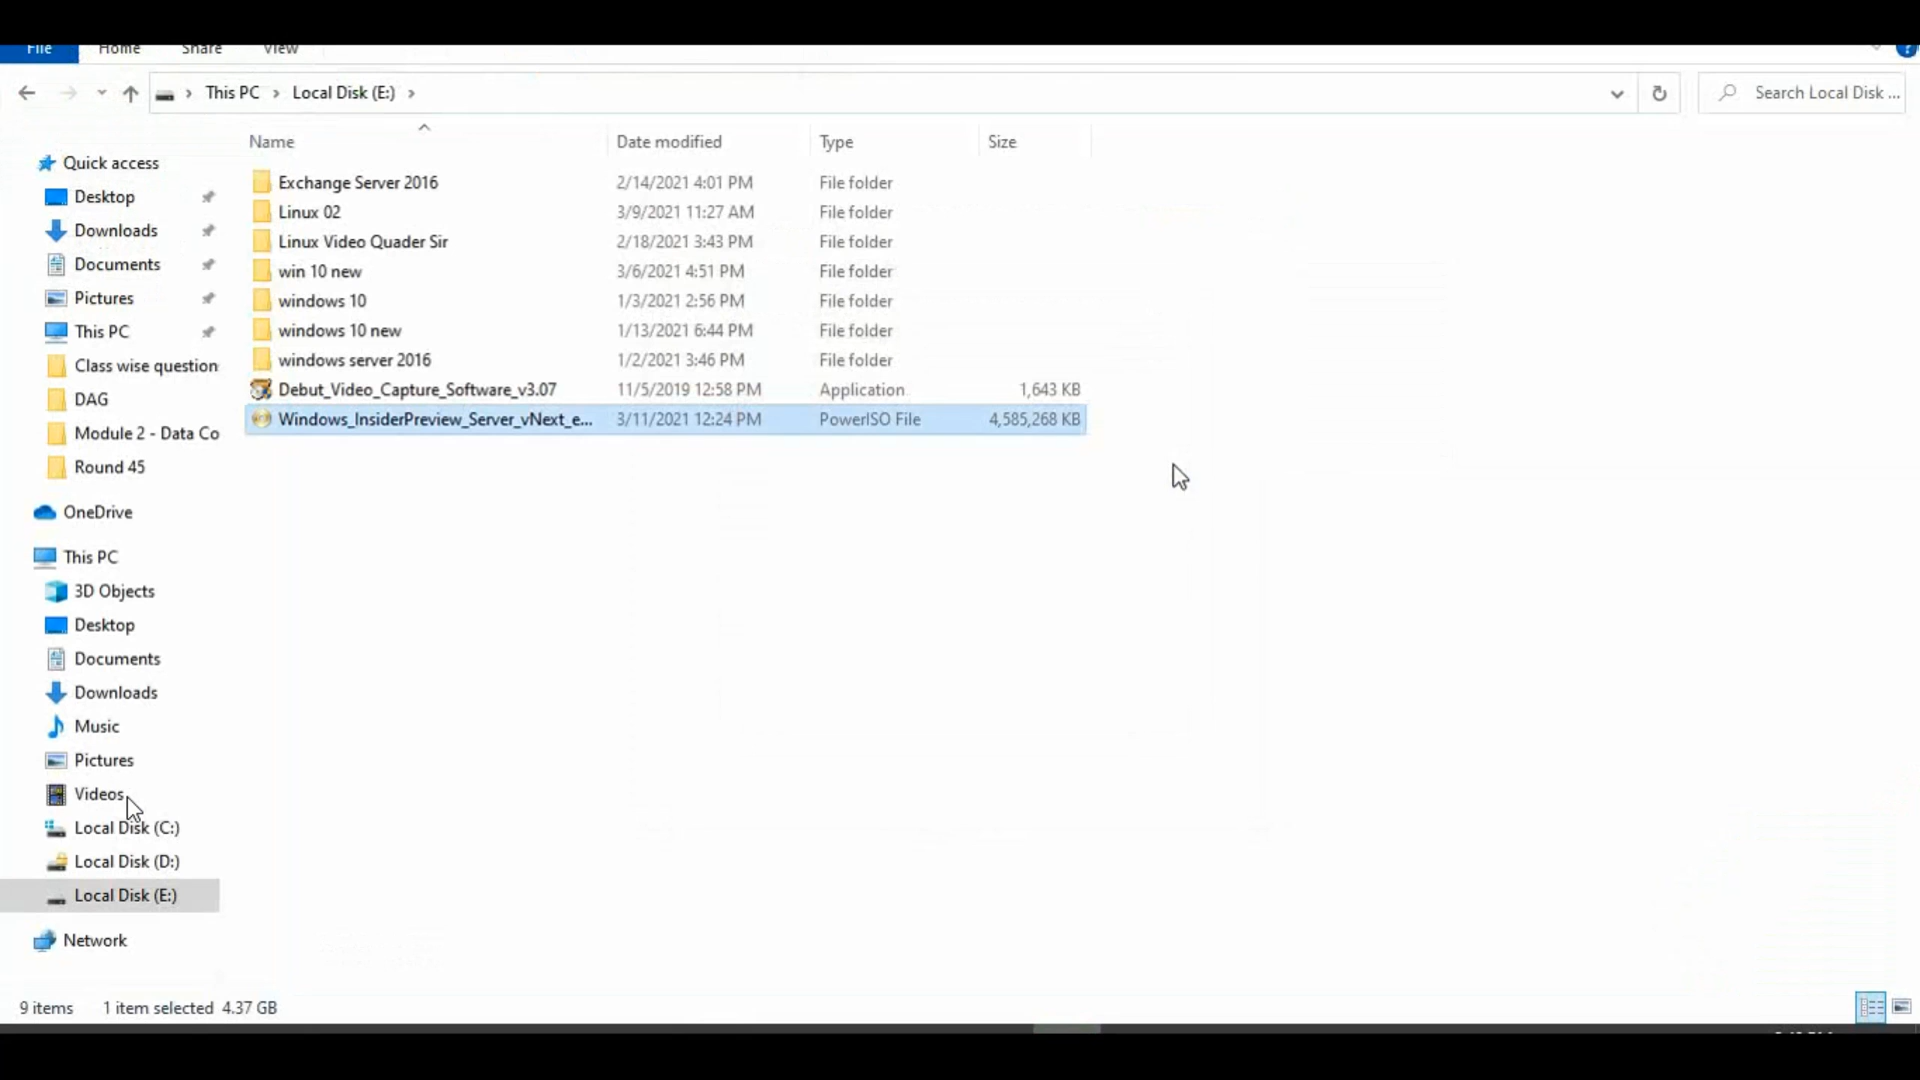 File Home Share View
This PC Local Disk (E:)
Search Local Disk ...
Name Date modified Type Size
Quick access
Desktop
Downloads
Documents
Pictures
This PC
Class wise question
DAG
Module 2 - Data Co
Round 45
OneDrive
This PC
3D Objects
Desktop
Documents
Downloads
Music
Pictures
Videos
Local Disk (C:)
Local Disk (D:)
Local Disk (E:)
Network
Exchange Server 2016 2/14/2021 4:01 PM File folder
Linux 02 3/9/2021 11:27 AM File folder
Linux Video Quader Sir 2/18/2021 3:43 PM File folder
win 10 new 3/6/2021 4:51 PM File folder
windows 10 1/3/2021 2:56 PM File folder
windows 10 new 1/13/2021 6:44 PM File folder
windows server 2016 1/2/2021 3:46 PM File folder
Debut_Video_Capture_Software_v3.07 11/5/2019 12:58 PM Application 1,643 KB
Windows_InsiderPreview_Server_vNext_e... 3/11/2021 12:24 PM PowerISO File 4,585,268 KB
9 items 1 item selected 4.37 GB